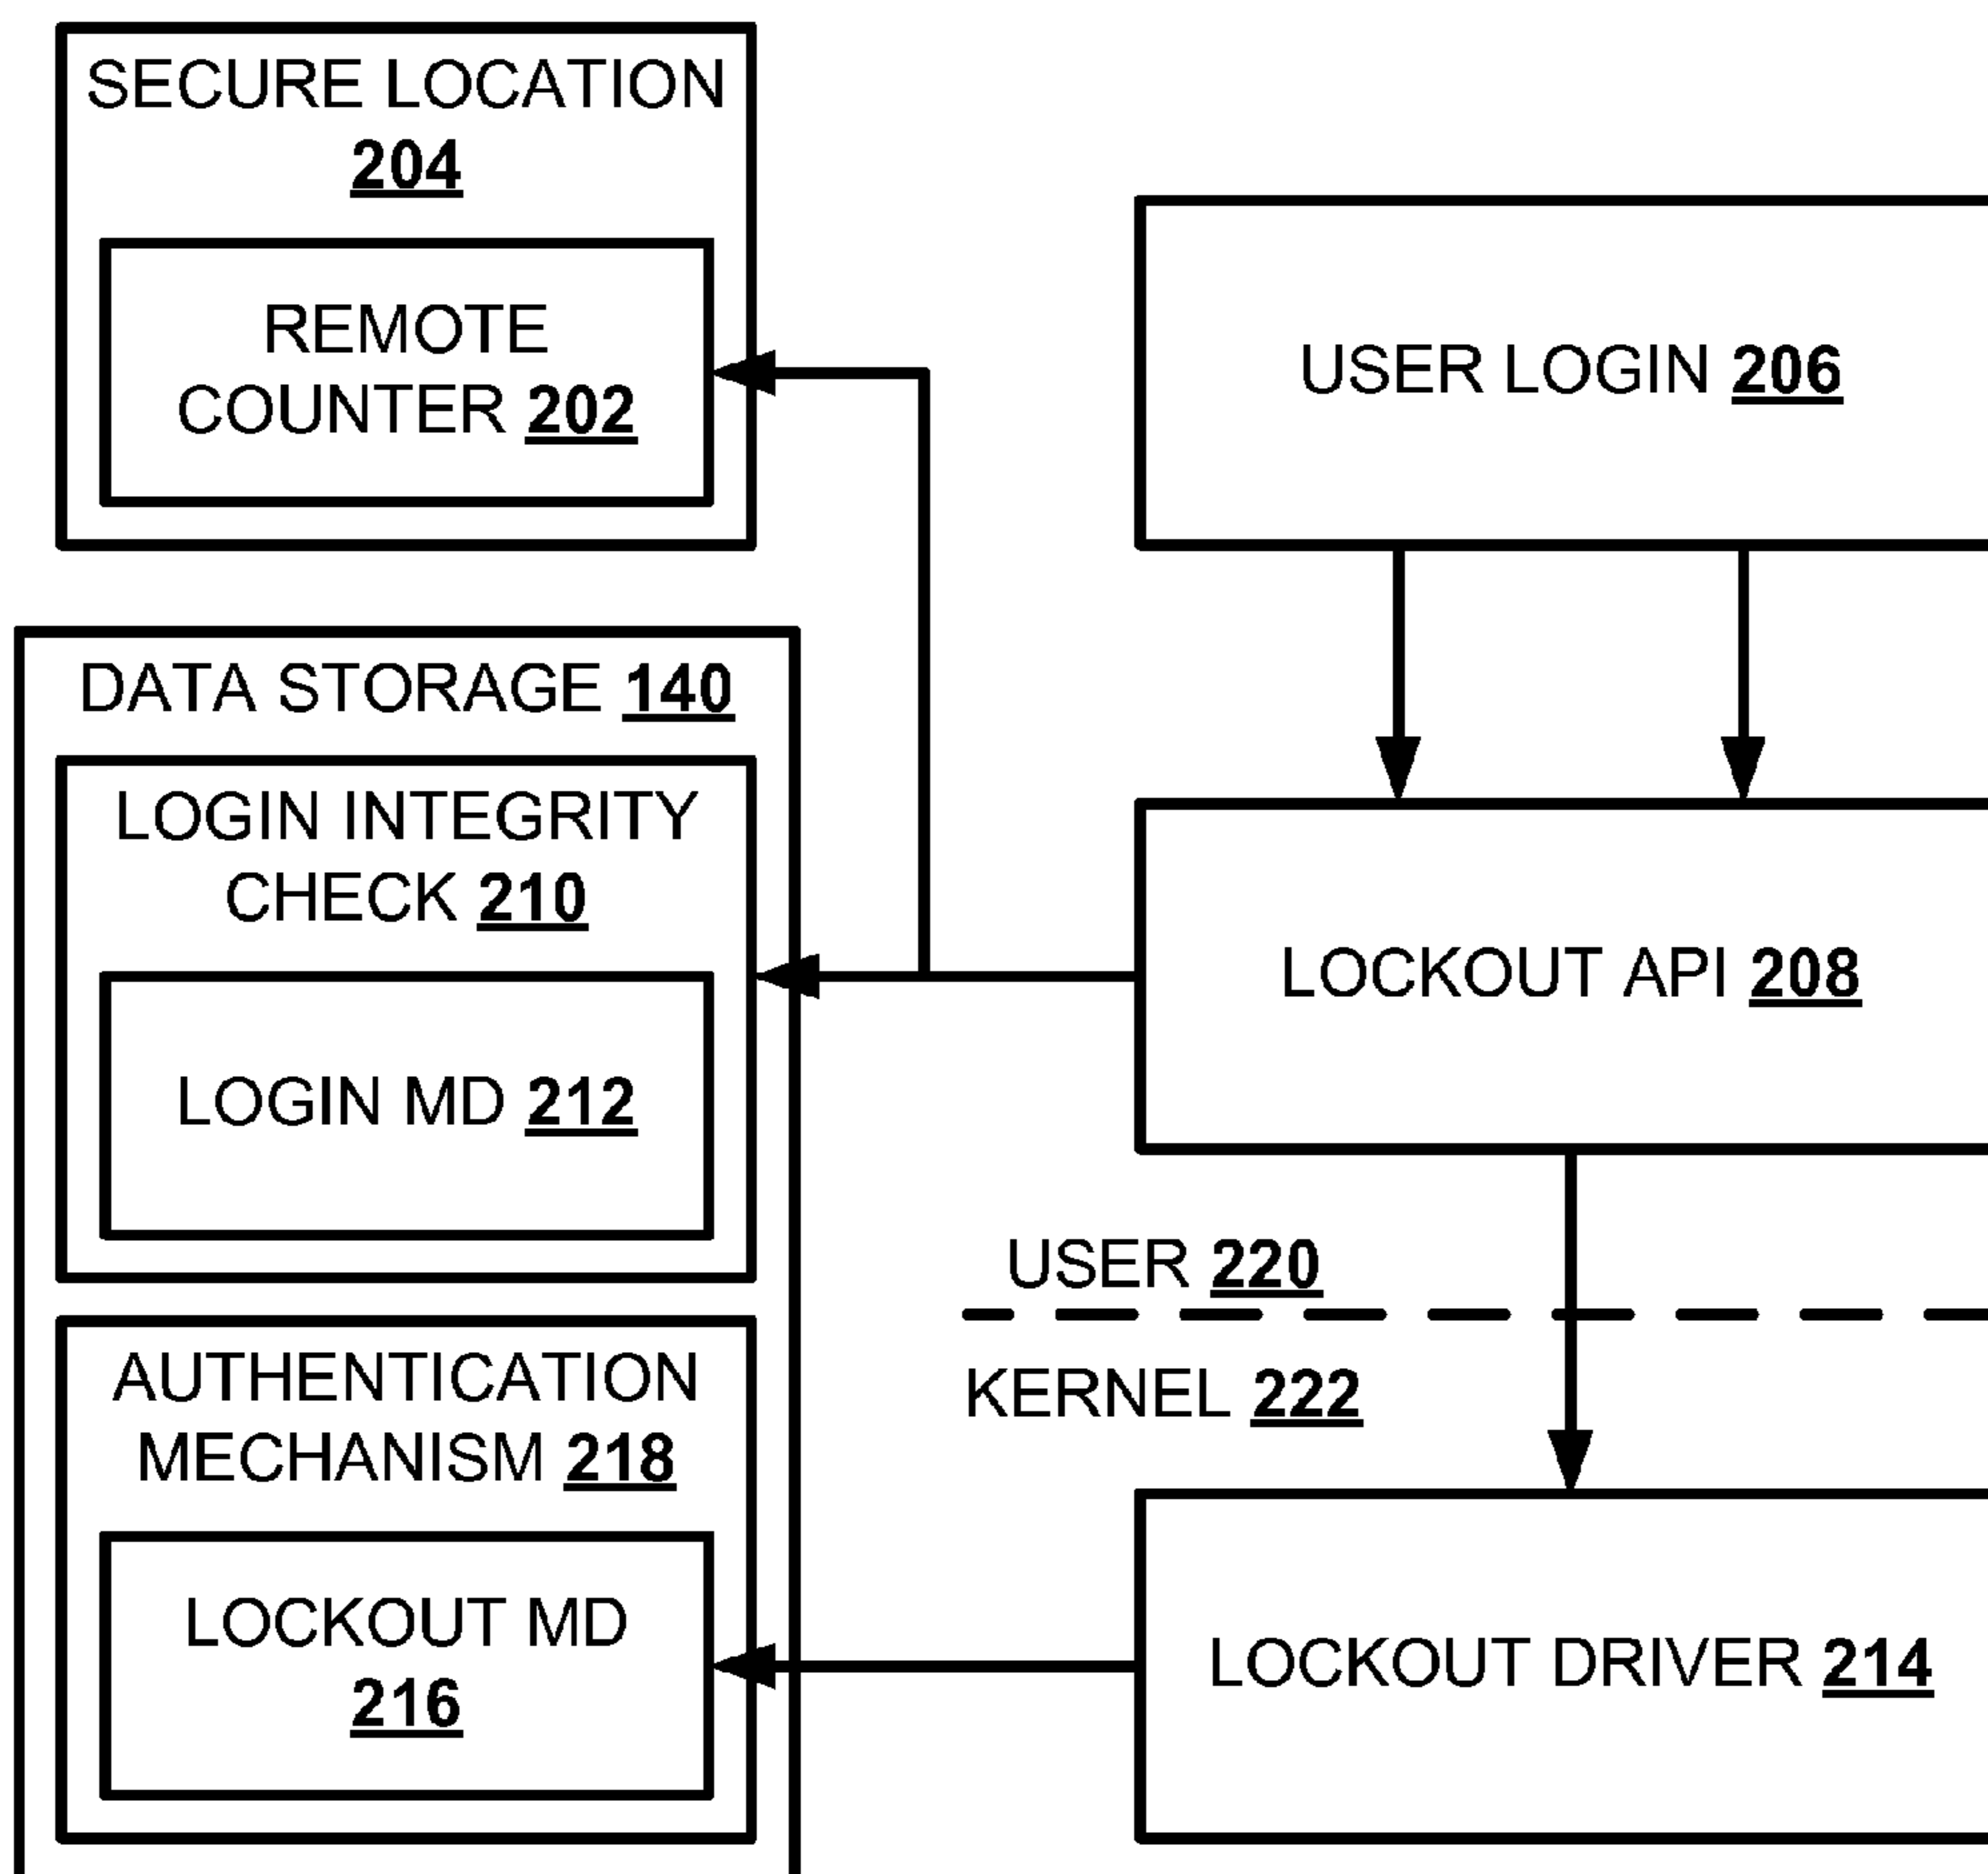 SECURE LOCATION
204
REMOTE
COUNTER 202
USER LOGIN 206
DATA STORAGE 140
LOGIN INTEGRITY
CHECK 210
LOGIN MD 212
LOCKOUT API 208
USER 220
KERNEL 222
AUTHENTICATION
MECHANISM 218
LOCKOUT MD
216
LOCKOUT DRIVER 214